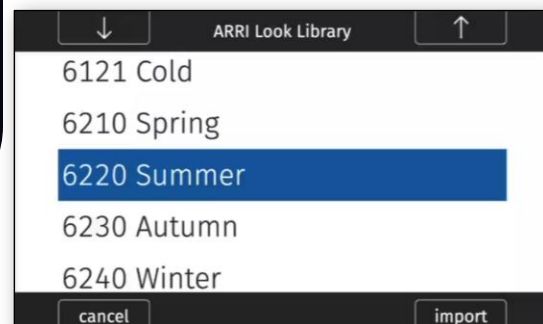 ↓ ARRI Look Library ↑
6121 Cold
6210 Spring
6220 Summer
6230 Autumn
6240 Winter
cancel import